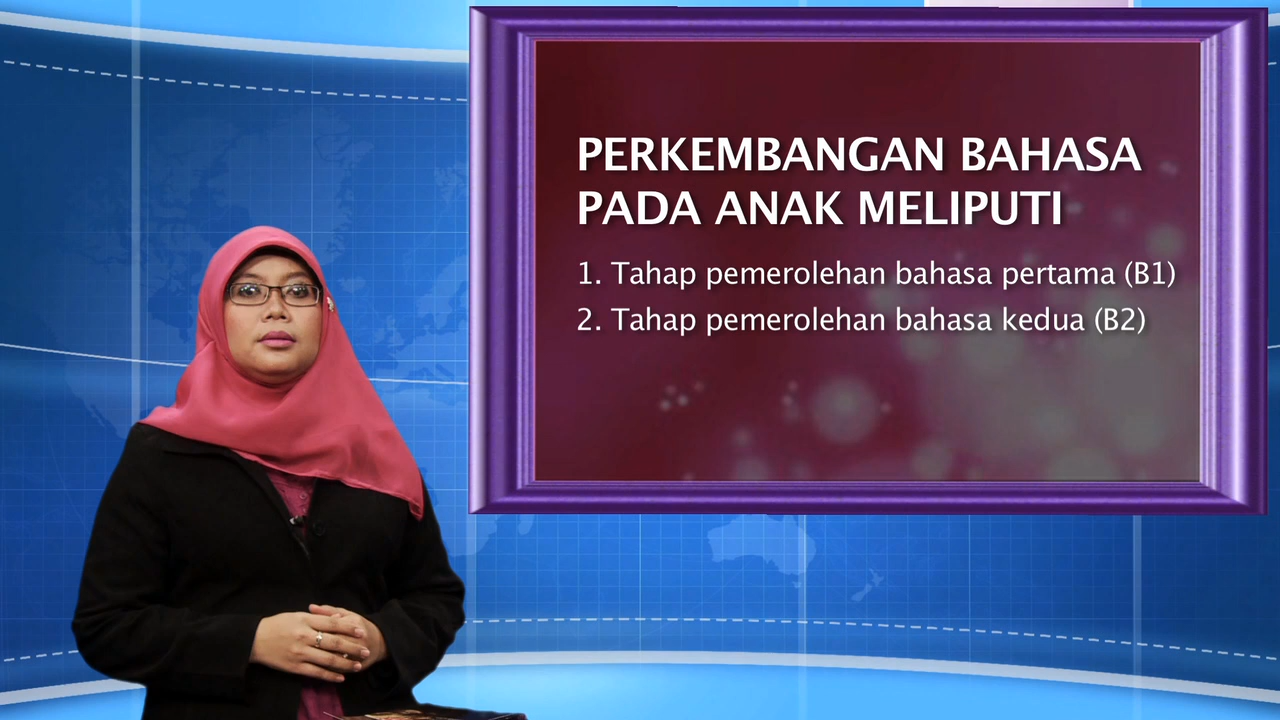 PERKEMBANGAN BAHASA
PADA ANAK MELIPUTI
1. Tahap pemerolehan bahasa pertama (B1)
2. Tahap pemerolehan bahasa kedua (B2)